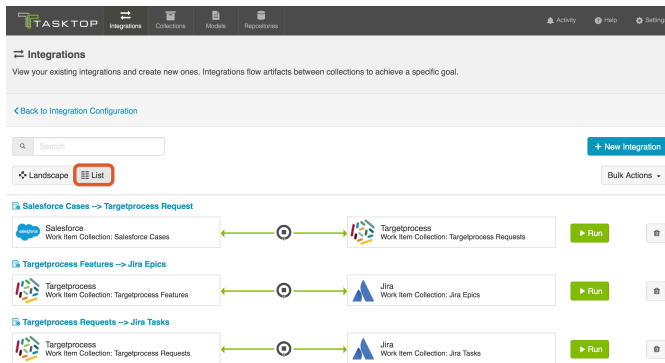 TASKTOP
Integrations
Collections
Models
Repositories
Activity
Help
Setting
Integrations
View your existing integrations and create new ones. Integrations flow artifacts between collections to achieve a specific goal.
Back to Integration Configuration
Search
+ New Integration
Landscape
List
Bulk Actions
Salesforce Cases --> Targetprocess Request
salesforce
Salesforce
Work Item Collection: Salesforce Cases
Targetprocess
Work Item Collection: Targetprocess Requests
Run
Targetprocess Features --> Jira Epics
Targetprocess
Work Item Collection: Targetprocess Features
Jira
Work Item Collection: Jira Epics
Run
Targetprocess Requests --> Jira Tasks
Targetprocess
Work Item Collection: Targetprocess Requests
Jira
Work Item Collection: Jira Tasks
Run